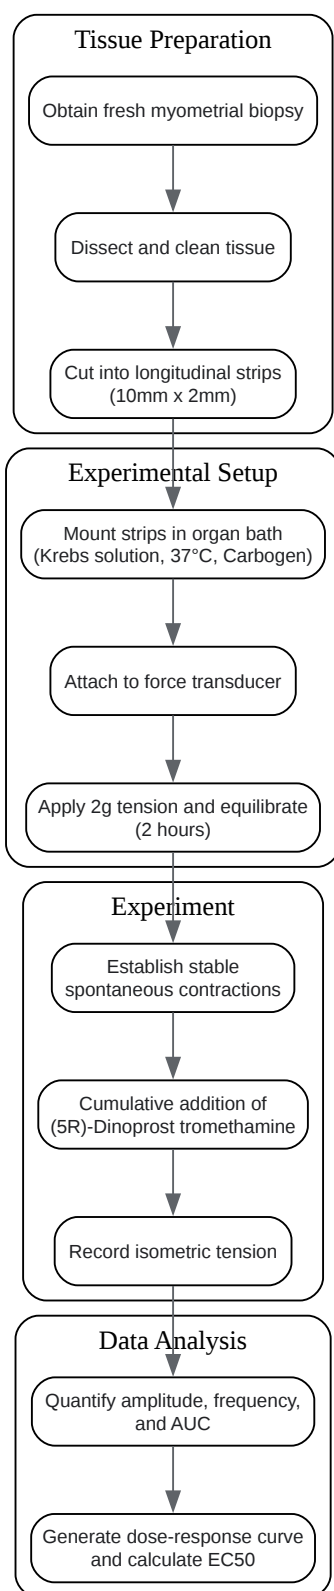 Tissue Preparation
Obtain fresh myometrial biopsy
Dissect and clean tissue
Cut into longitudinal strips
(10mm x 2mm)
Experimental Setup
Mount strips in organ bath
(Krebs solution, 37°C, Carbogen)
Attach to force transducer
Apply 2g tension and equilibrate
(2 hours)
Experiment
Establish stable
spontaneous contractions
Cumulative addition of
(5R)-Dinoprost tromethamine
Record isometric tension
Data Analysis
Quantify amplitude, frequency,
and AUC
Generate dose-response curve
and calculate EC50